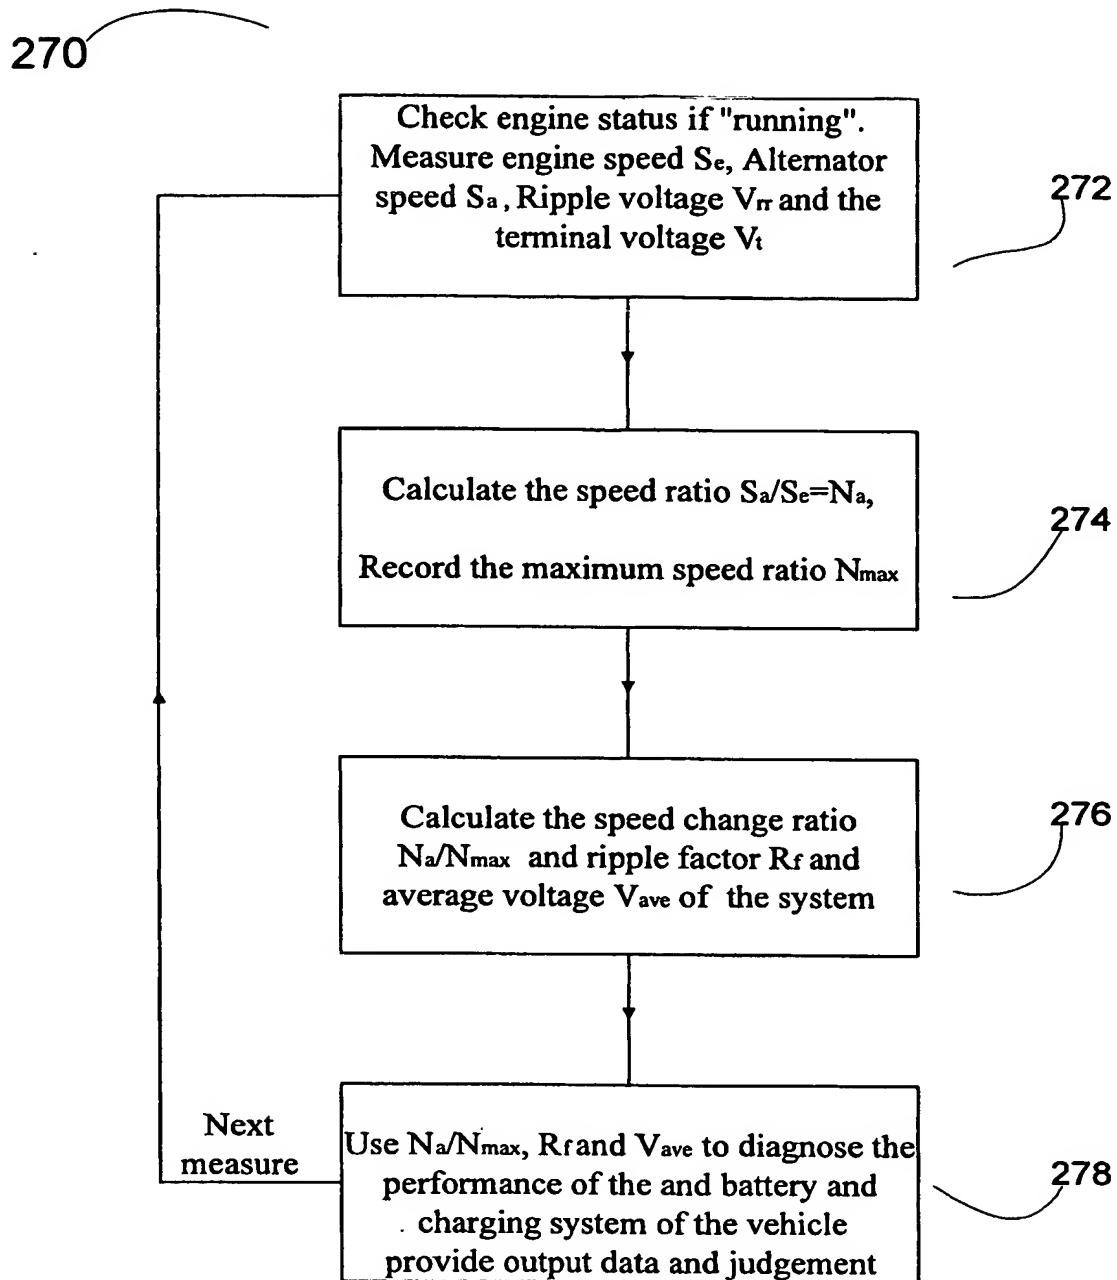 270
Check engine status if "running".
Measure engine speed Se, Alternator
speed Sa, Ripple voltage Vrr and the
terminal voltage Vt
272
Calculate the speed ratio Sa/Se=Na,
Record the maximum speed ratio Nmax
274
Calculate the speed change ratio
Na/Nmax and ripple factor Rf and
average voltage Vave of the system
276
Next
measure
Use Na/Nmax, Rf and Vave to diagnose the
performance of the and battery and
charging system of the vehicle
provide output data and judgement
278